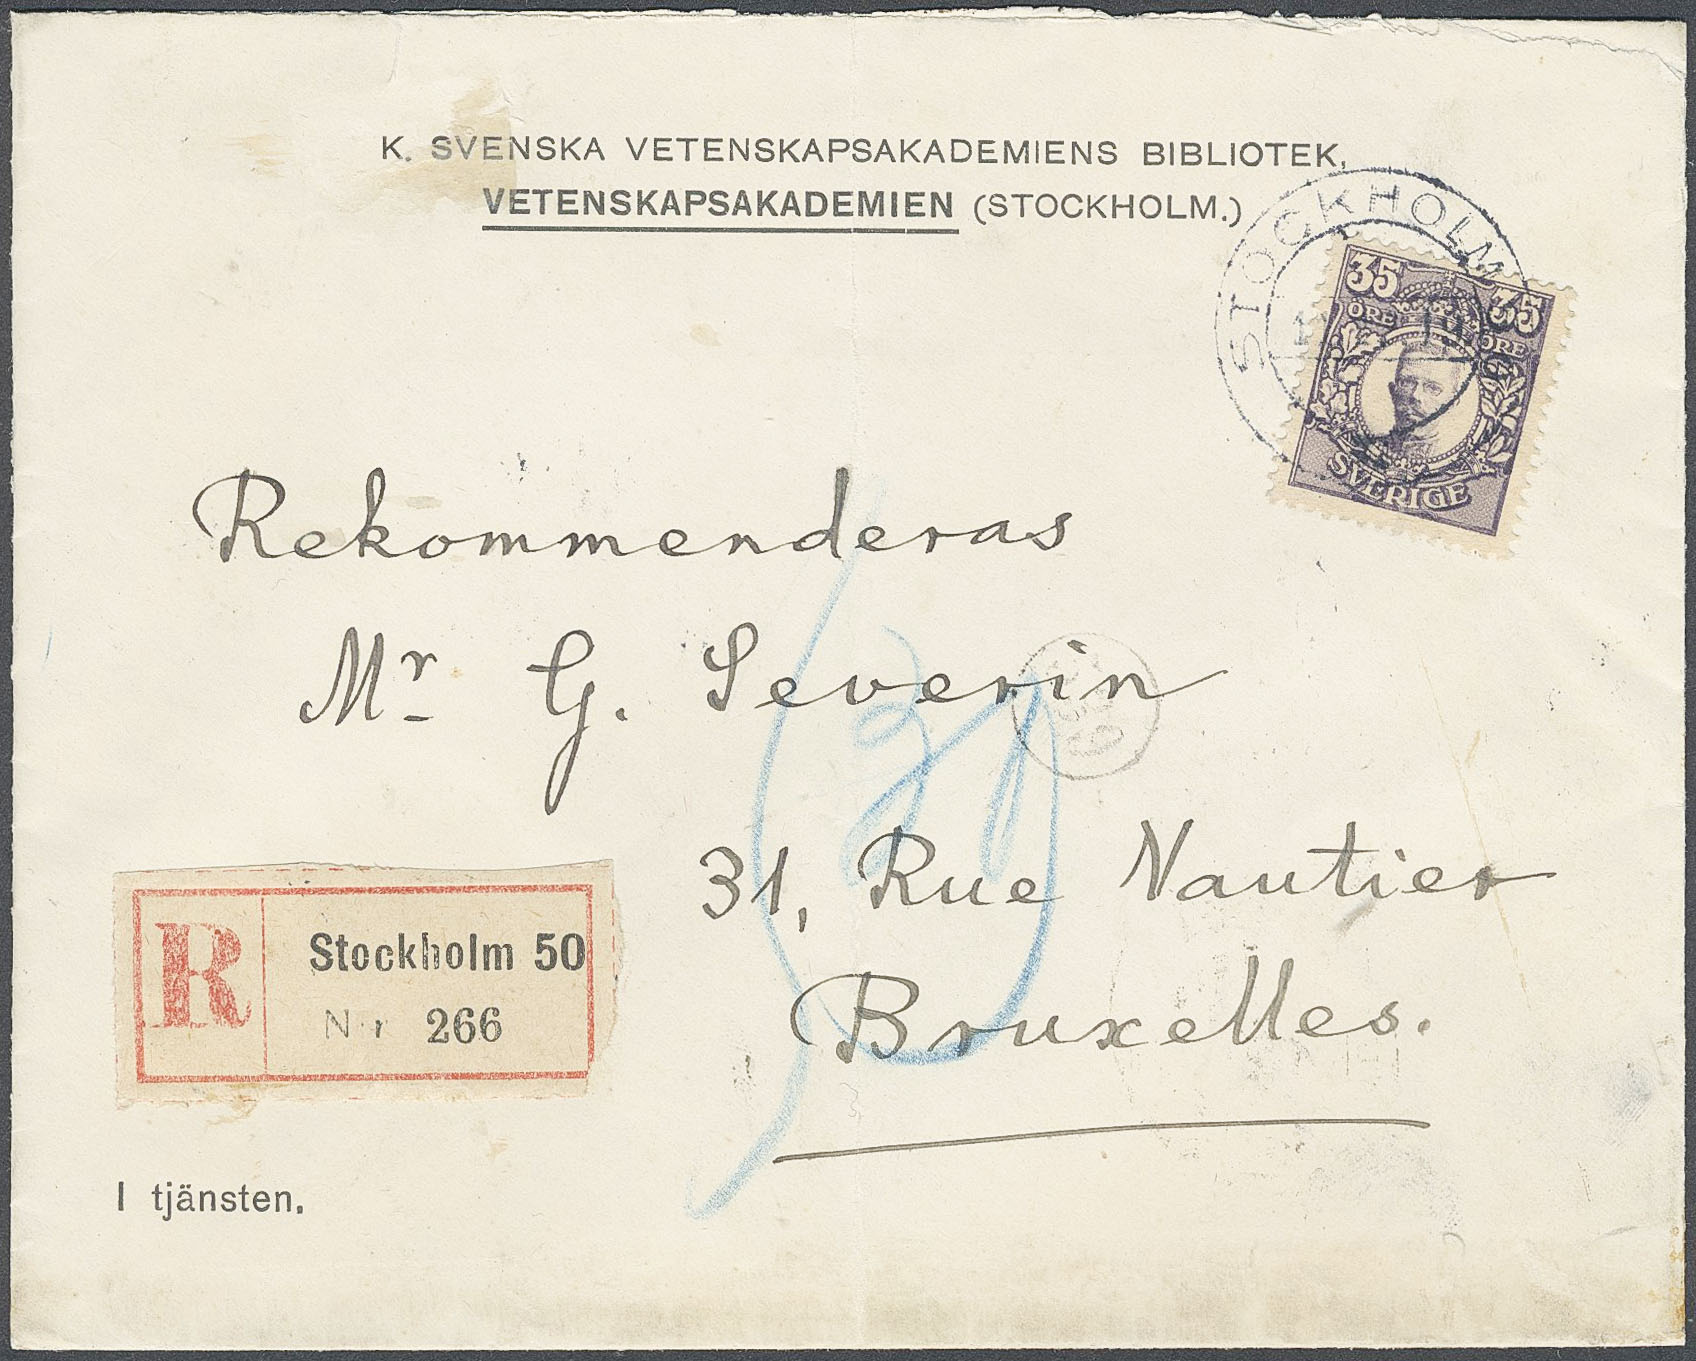 K. SVENSKA VETENSKAPSAKADEMIENS BIBLIOTEK,
VETENSKAPSAKADEMIEN (STOCKHOLM.)
STOCKHOLM
35 35
ÖRE ÖRE
SVERIGE
Rekommenderas
Mr G. Severin
31, Rue Vautier
Bruxelles.
R Stockholm 50
Nr 266
I tjänsten.